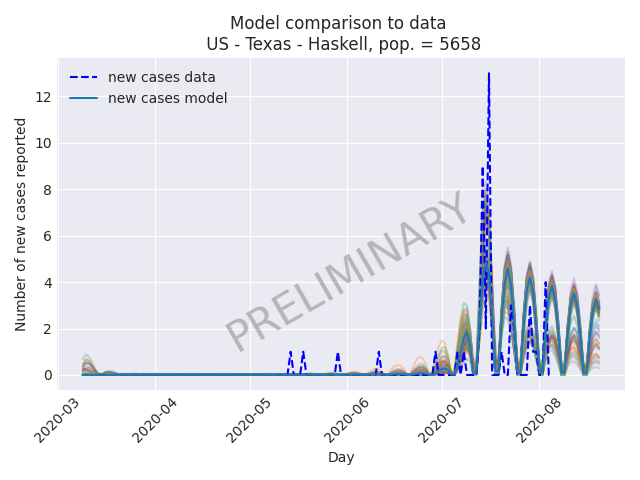 Model comparison to data
US - Texas - Haskell, pop. = 5658
new cases data
new cases model
Number of new cases reported
12
10
8
6
4
2
0
PRELIMINARY
2020-03
2020-04
2020-05
2020-06
2020-07
2020-08
Day